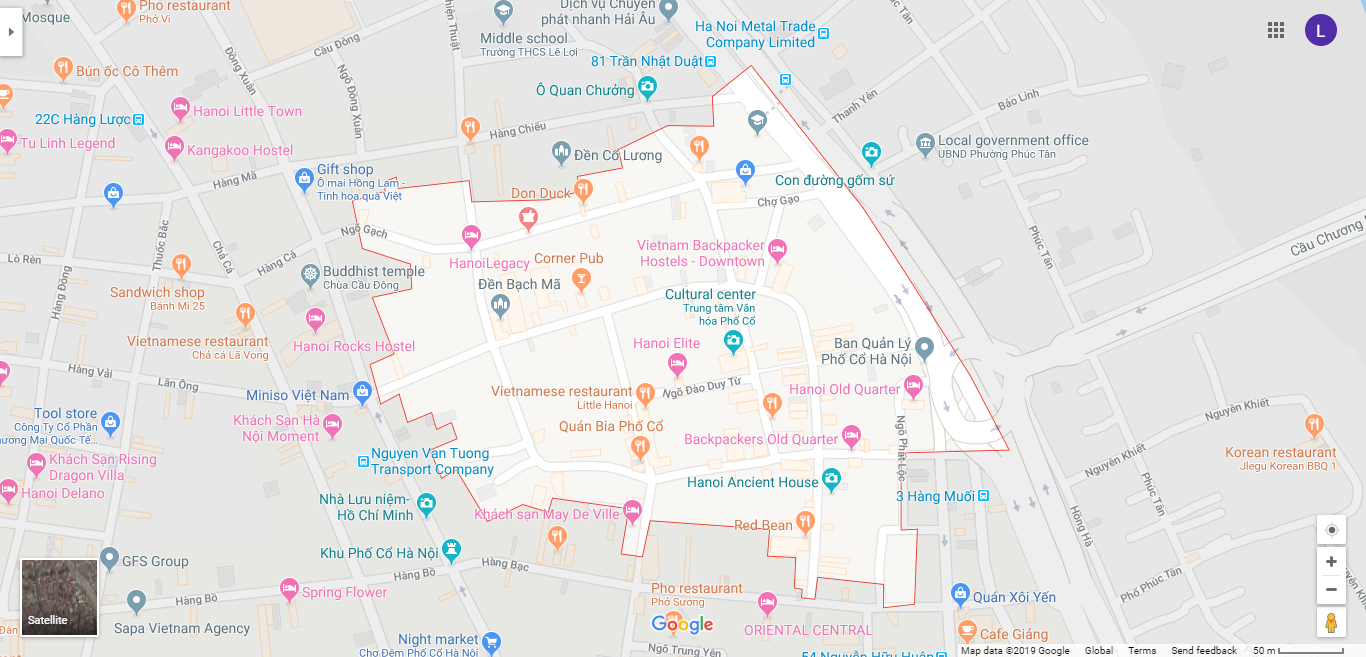 Mosque
Pho restaurant
Phở Vi
Middle school
Trường THCS Lê Lợi
Dịch vụ Chuyển
phát nhanh Hải Âu
Ha Noi Metal Trade
Company Limited
81 Trần Nhật Duật
Phúc Tân
Cầu Đông
Đồng Xuân
Ngõ Đồng Xuân
Bún ốc Cô Thêm
Ô Quan Chưởng
Thanh Yên
Bảo Linh
Hanoi Little Town
22C Hàng Lược
Hàng Chiếu
Tu Linh Legend
Kangakoo Hostel
Đền Cổ Lương
Local government office
UBND Phường Phúc Tân
Gift shop
Ô mai Hồng Lam -
Tinh hoa quà Việt
Hàng Mã
Don Duck
Con đường gốm sứ
Chợ Gạo
Ngõ Gạch
Thuốc Bắc
Chả Cá
Phúc Tân
Cầu Chương
Lò Rèn
Hàng Cá
Hàng Đồng
HanoiLegacy
Corner Pub
Vietnam Backpacker
Hostels - Downtown
Buddhist temple
Chùa Cầu Đông
Đền Bạch Mã
Sandwich shop
Bánh Mì 25
Cultural center
Trung tâm Văn
hóa Phố Cổ
Vietnamese restaurant
Chả cá Lã Vọng
Hanoi Rocks Hostel
Hanoi Elite
Ban Quản Lý
Phố Cổ Hà Nội
Hàng Vải
Lãn Ông
Miniso Việt Nam
Vietnamese restaurant
Little Hanoi
Ngõ Đào Duy Từ
Hanoi Old Quarter
Tool store
Công Ty Cổ Phần
Khách Sạn Hà
Nội Moment
Quán Bia Phố Cổ
Ngõ Phất Lộc
Nguyễn Khiết
Backpackers Old Quarter
Nguyen Van Tuong
Transport Company
Khách Sạn Rising
Dragon Villa
Hanoi Delano
Nguyễn Khiết
Korean restaurant
Jlegu Korean BBQ 1
Hanoi Ancient House
3 Hàng Muối
Phúc Tân
Hồng Hà
Nhà Lưu niệm-
Hồ Chí Minh
Khách sạn May De Ville
Red Bean
Khu Phố Cổ Hà Nội
GFS Group
Hàng Bồ
Hàng Bạc
Phố Phúc Tân
Satellite
Hàng Bồ
Spring Flower
Pho restaurant
Phở Sướng
Quán Xôi Yến
Sapa Vietnam Agency
Google
ORIENTAL CENTRAL
Cafe Giảng
Night market
Chợ Đêm Phố Cổ Hà Nội
Ngõ Trung Yên
54 Nguyễn Hữu Huân
Map data ©2019 Google Global Terms Send feedback 50 m
L